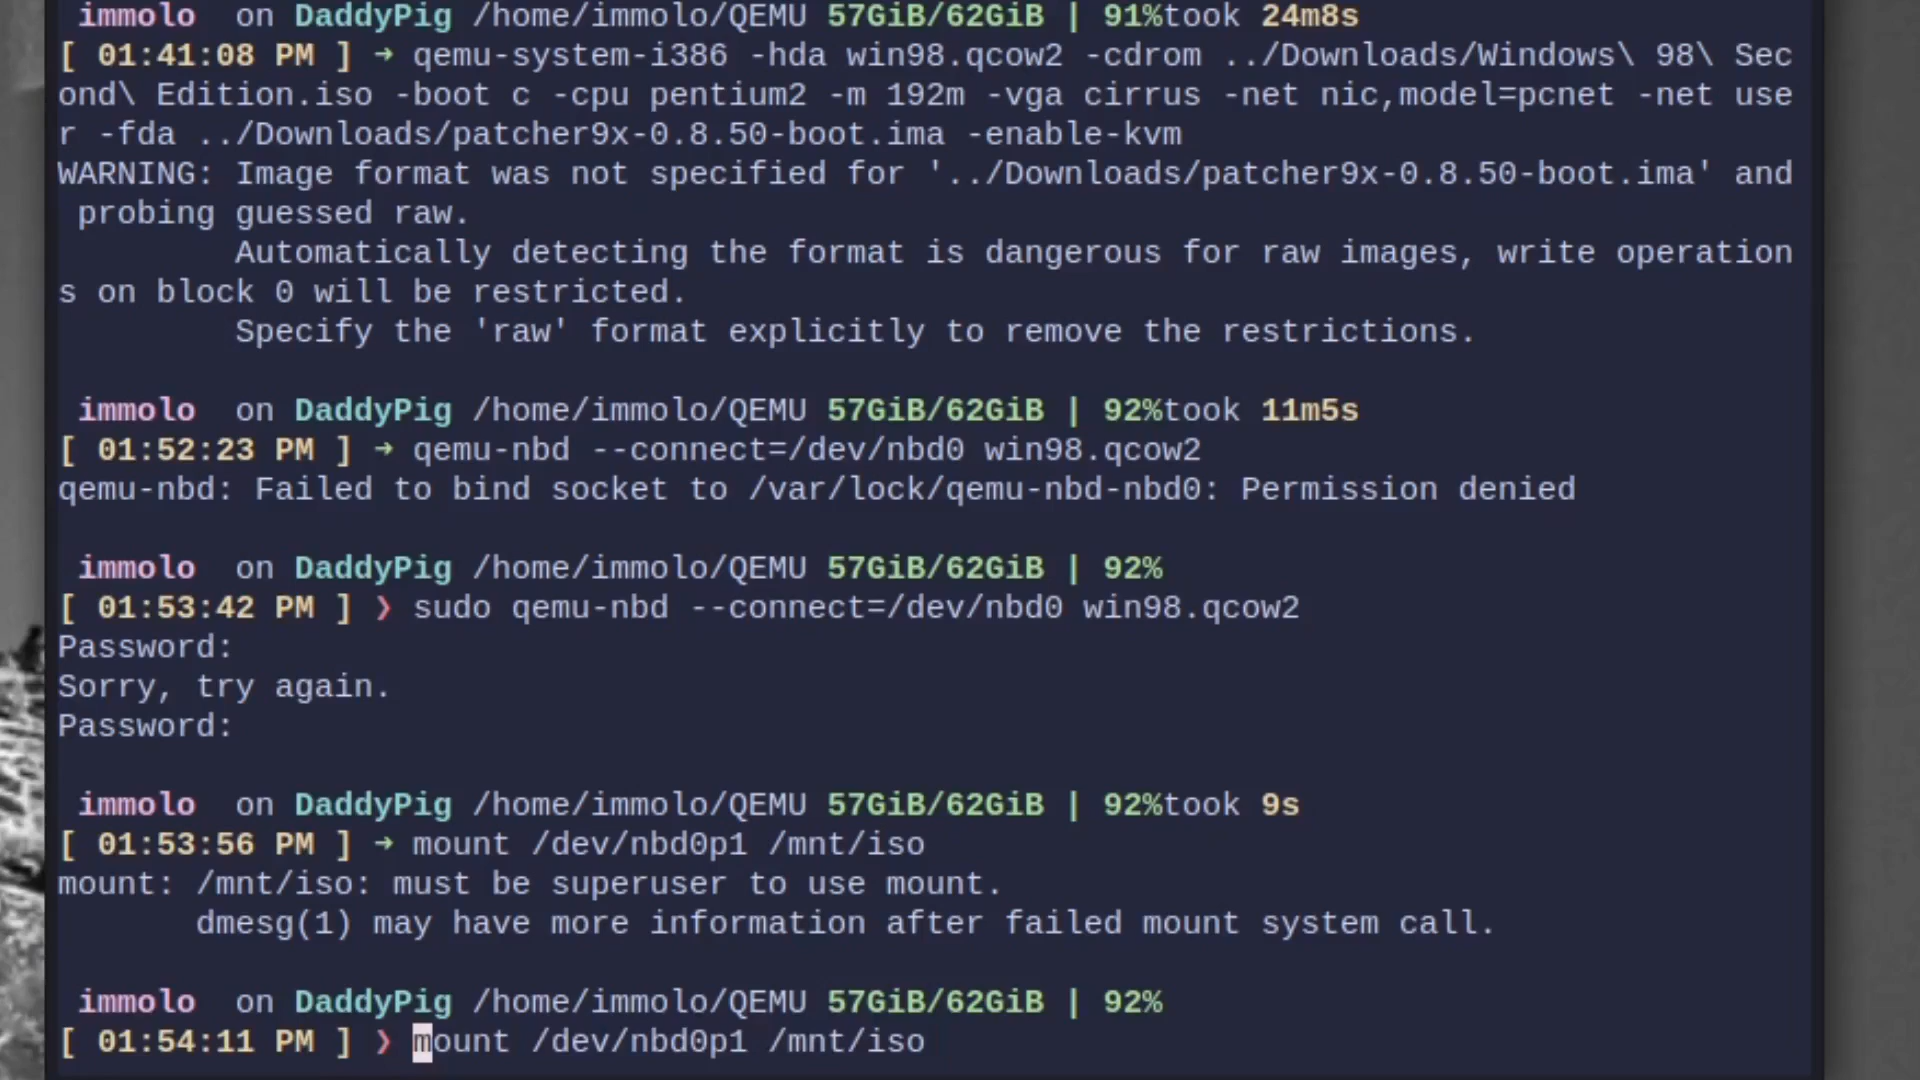 immolo on DaddyPig /home/immolo/QEMU 57GiB/62GiB | 91%took 24m8s
[ 01:41:08 PM ] ➜ qemu-system-i386 -hda win98.qcow2 -cdrom ../Downloads/Windows\ 98\ Sec
ond\ Edition.iso -boot c -cpu pentium2 -m 192m -vga cirrus -net nic,model=pcnet -net use
r -fda ../Downloads/patcher9x-0.8.50-boot.ima -enable-kvm
WARNING: Image format was not specified for '../Downloads/patcher9x-0.8.50-boot.ima' and
probing guessed raw.
Automatically detecting the format is dangerous for raw images, write operation
s on block 0 will be restricted.
Specify the 'raw' format explicitly to remove the restrictions.
immolo on DaddyPig /home/immolo/QEMU 57GiB/62GiB | 92%took 11m5s
[ 01:52:23 PM ] ➜ qemu-nbd --connect=/dev/nbd0 win98.qcow2
qemu-nbd: Failed to bind socket to /var/lock/qemu-nbd-nbd0: Permission denied
immolo on DaddyPig /home/immolo/QEMU 57GiB/62GiB | 92%
[ 01:53:42 PM ] ❯ sudo qemu-nbd --connect=/dev/nbd0 win98.qcow2
Password:
Sorry, try again.
Password:
immolo on DaddyPig /home/immolo/QEMU 57GiB/62GiB | 92%took 9s
[ 01:53:56 PM ] ➜ mount /dev/nbd0p1 /mnt/iso
mount: /mnt/iso: must be superuser to use mount.
dmesg(1) may have more information after failed mount system call.
immolo on DaddyPig /home/immolo/QEMU 57GiB/62GiB | 92%
[ 01:54:11 PM ] ❯ mount /dev/nbd0p1 /mnt/iso